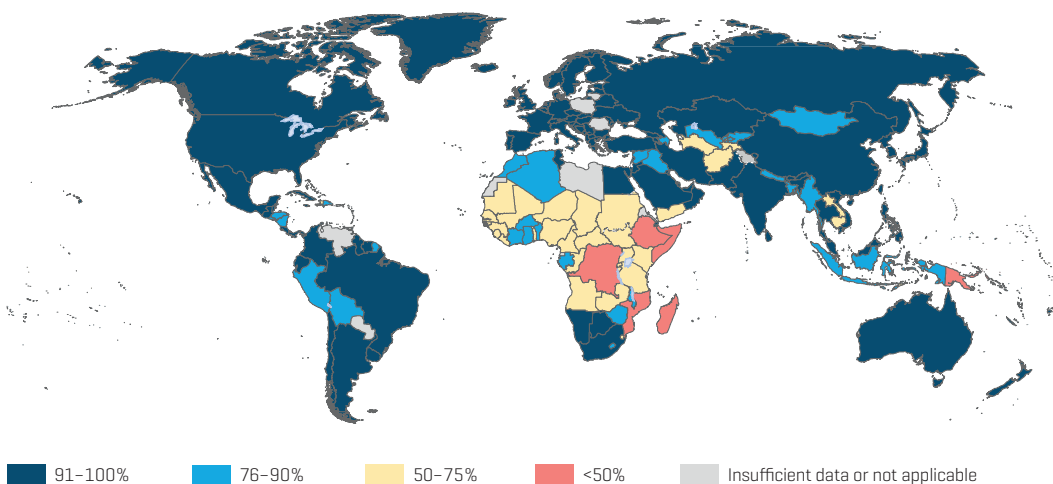 91–100% 76–90% 50–75% <50% Insufficient data or not applicable